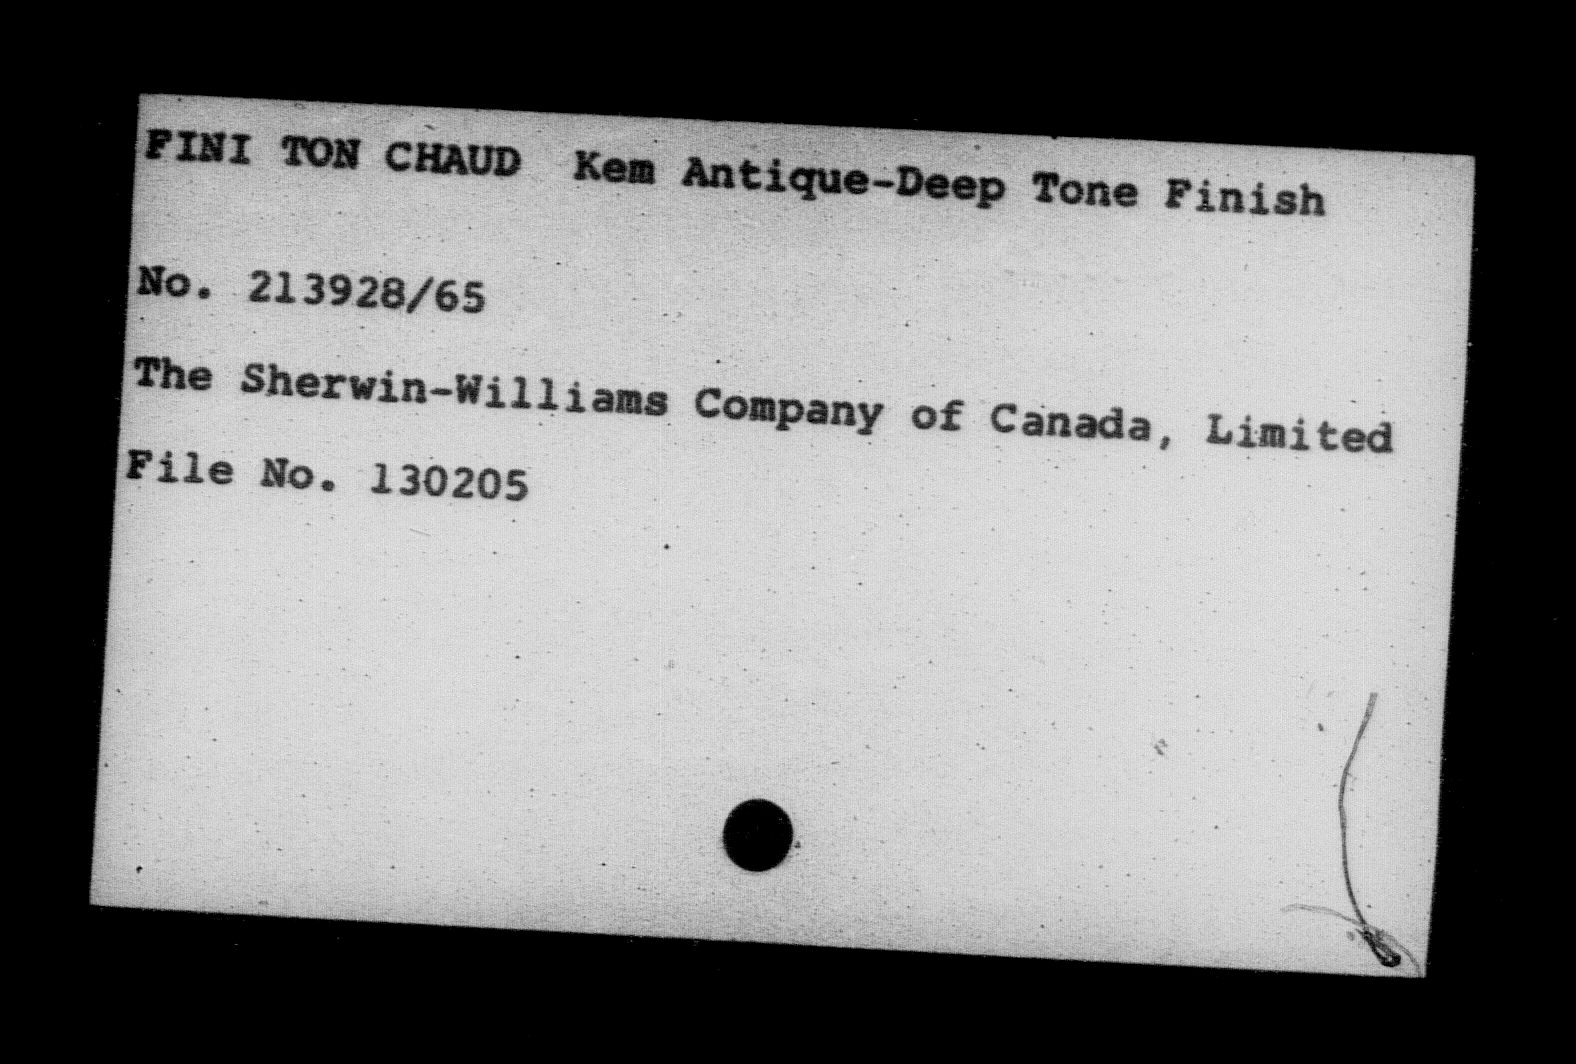 FINI TON CHAUD Kem Antique-Deep Tone Finish
No. 213928/65
The Sherwin-Williams Company of Canada, Limited
File No. 130205